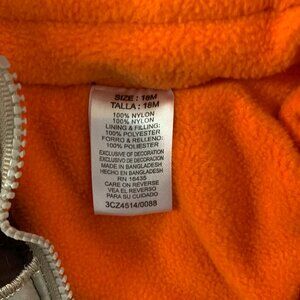 SIZE : 18M
TALLA : 18M
100% NYLON
100% NYLON
LINING & FILLING:
100% POLYESTER
FORRO & RELLENO:
100% POLYESTER
EXCLUSIVE OF DECORATION
EXCLUSIVO DE DECORACION
MADE IN BANGLADESH
HECHO EN BANGLADESH
RN 16435
CARE ON REVERSE
VEA EL REVERSO
PARA SU CUIDADO
3CZ4514/0088